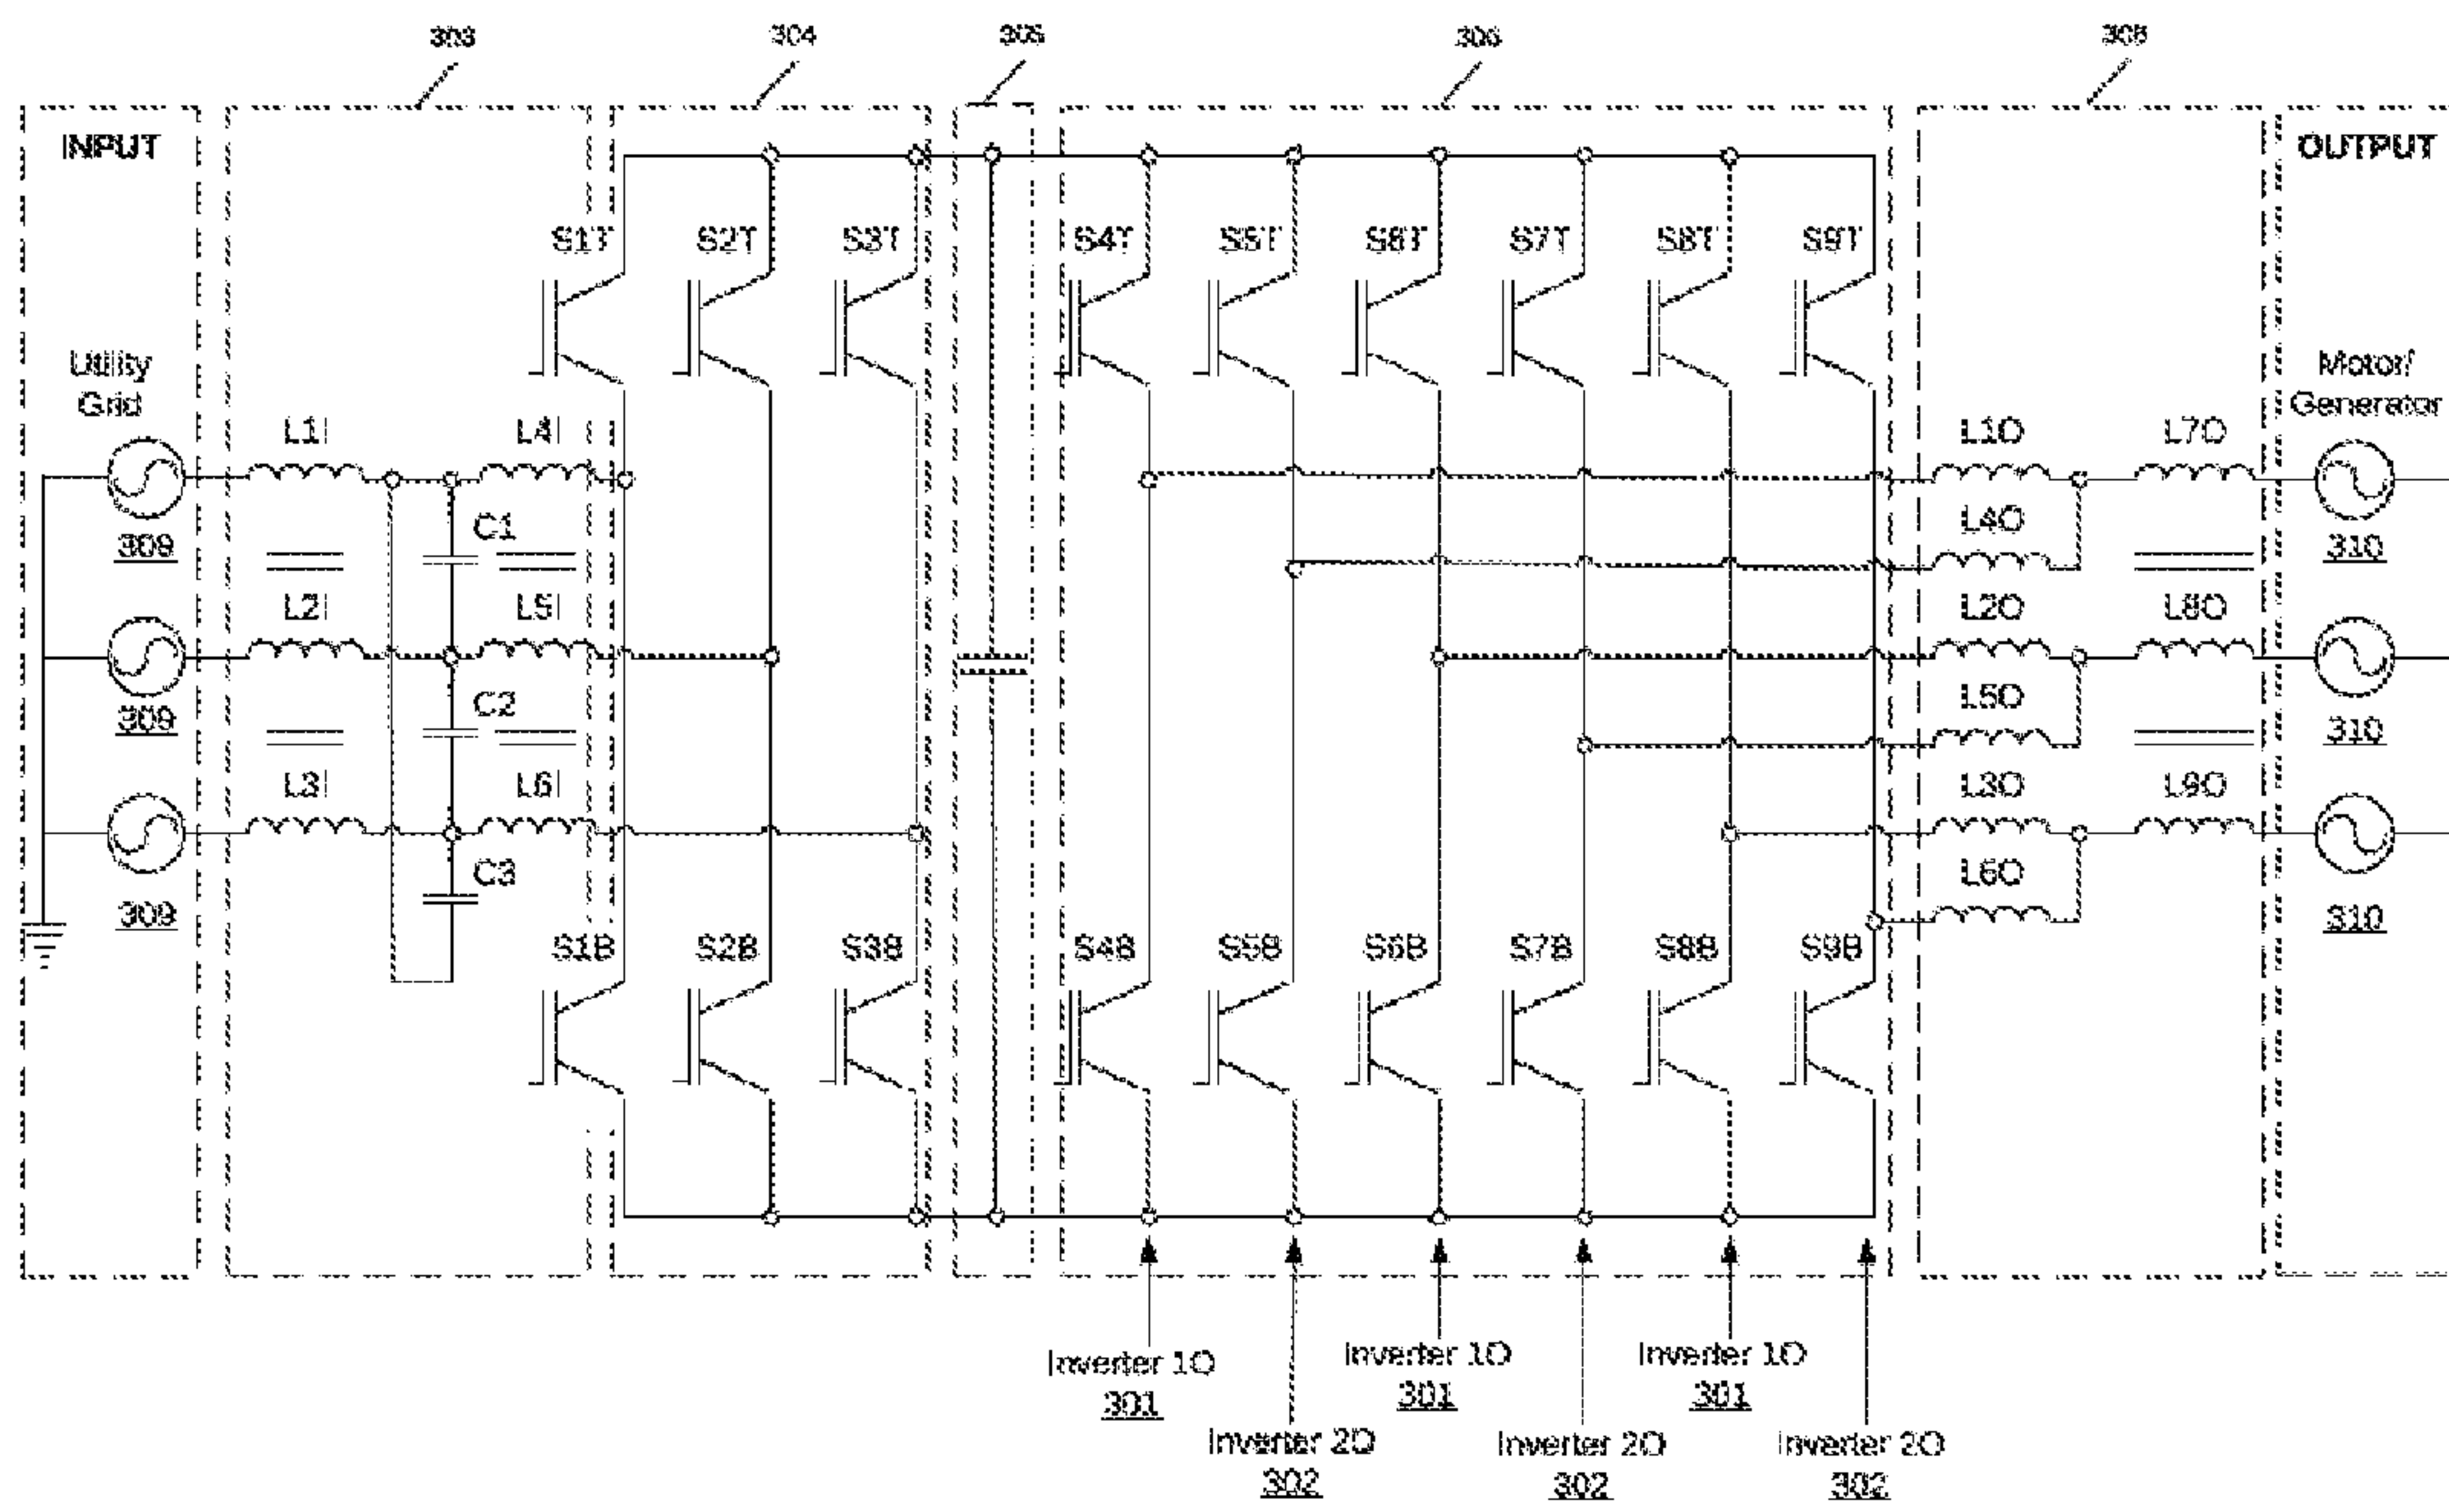 303
304
305
306
308
INPUT
OUTPUT
S1T
S2T
S3T
S4T
S5T
S6T
S7T
S8T
S9T
Utility
Grid
Motor/
Generator
L1I
L4I
L1O
L7O
C1
309
L4O
310
L2I
L5I
L2O
L8O
C2
309
L5O
310
L3I
L6I
L3O
L9O
C3
309
L6O
310
S1B
S2B
S3B
S4B
S5B
S6B
S7B
S8B
S9B
Inverter 1O
301
Inverter 1O
301
Inverter 1O
301
Inverter 2O
302
Inverter 2O
302
Inverter 2O
302